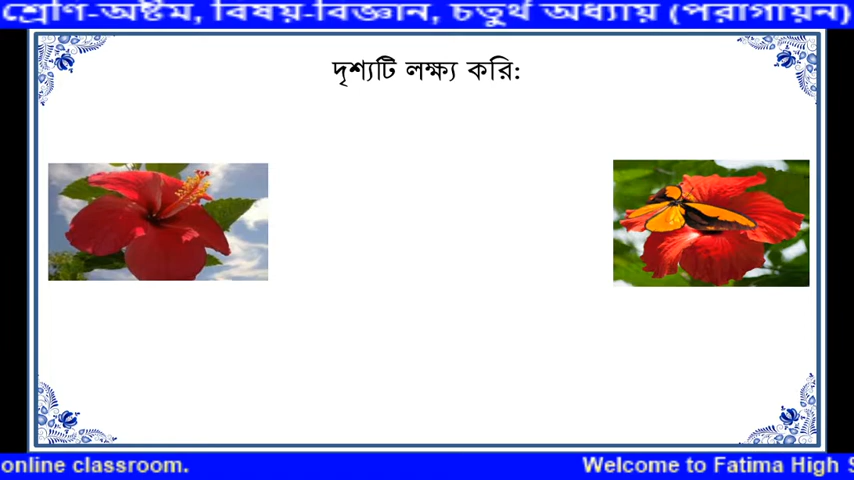 শ্রেণি-অষ্টম, বিষয়-বিজ্ঞান, চতুর্থ অধ্যায় (পরাগায়ন)
দৃশ্যটি লক্ষ্য করি:
online classroom. Welcome to Fatima High S